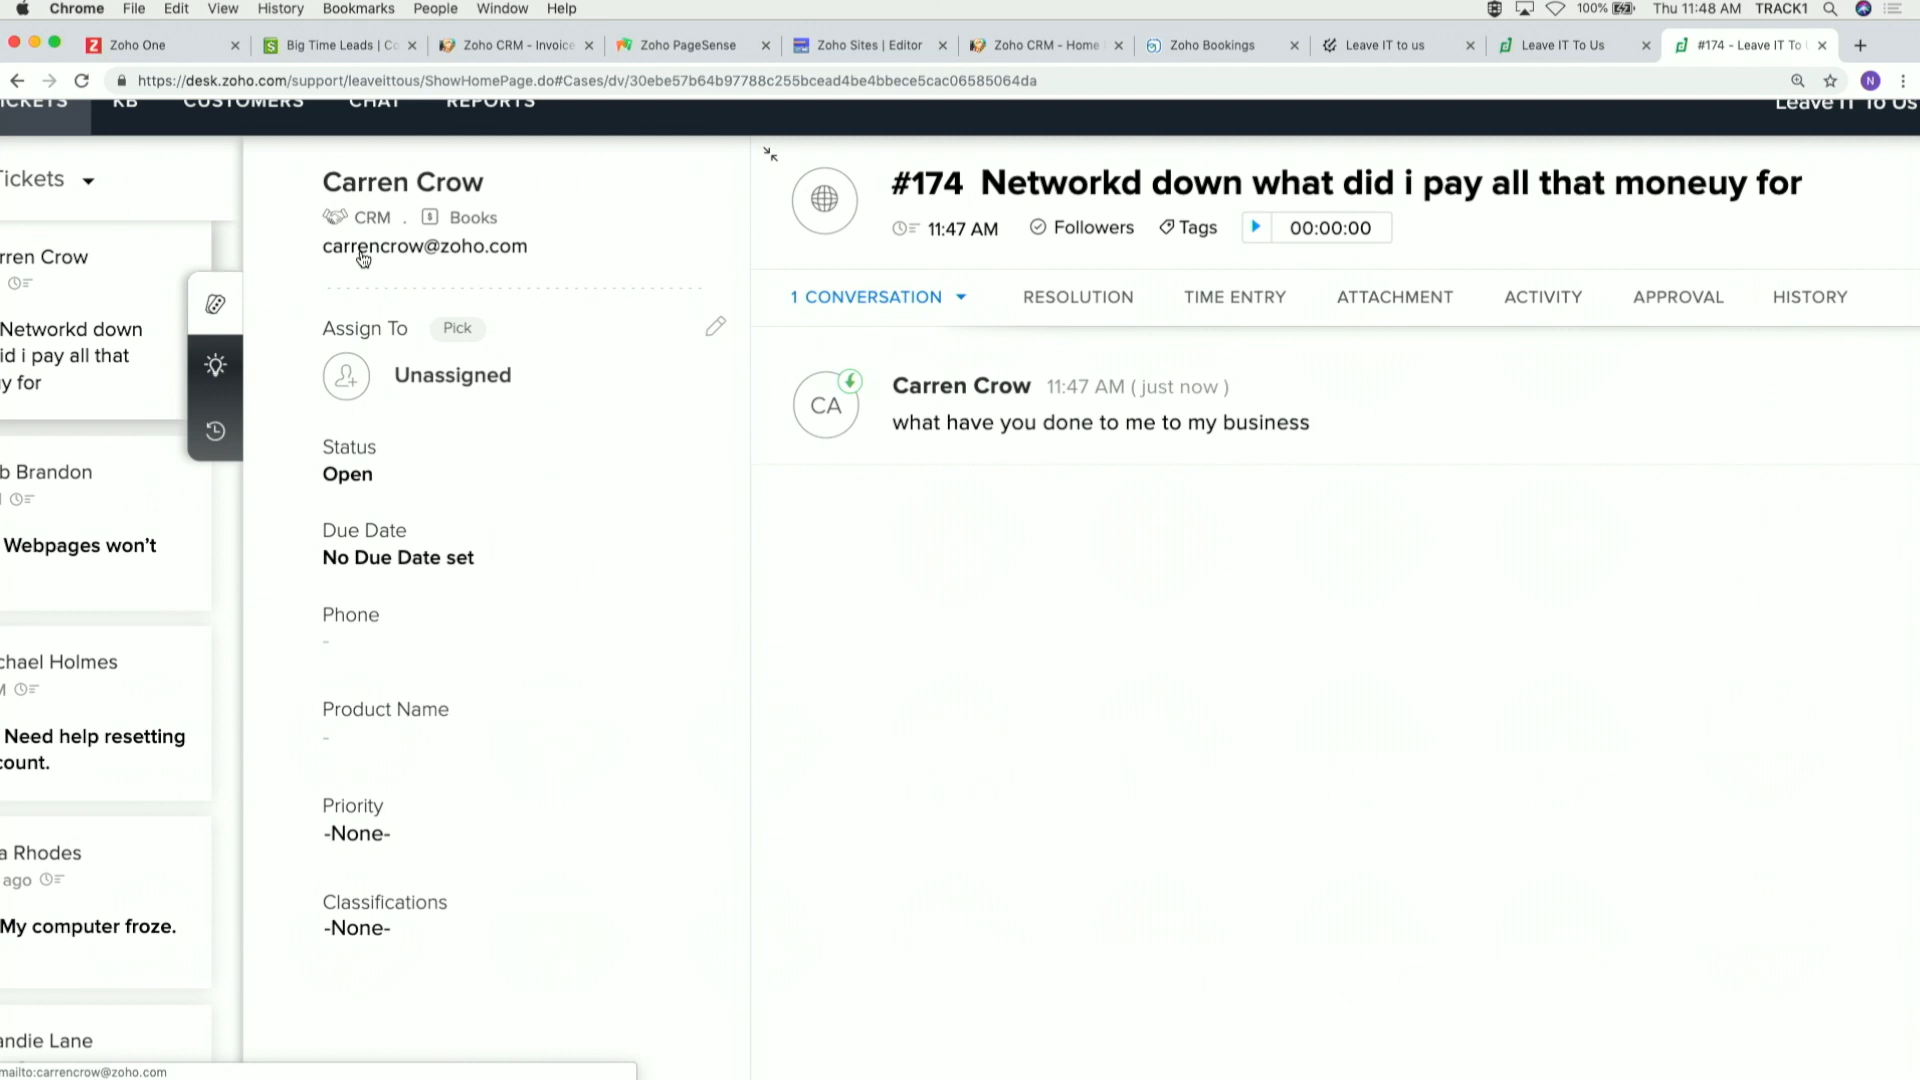 Chrome File Edit View History Bookmarks People Window Help 100% Thu 11:48 AM TRACK1
Zoho One Big Time Leads | Co Zoho CRM - Invoice Zoho PageSense Zoho Sites | Editor Zoho CRM - Home Zoho Bookings Leave IT to us Leave IT To Us #174 - Leave IT To
https://desk.zoho.com/support/leaveittous/ShowHomePage.do#Cases/dv/30ebe57b64b97788c255bcead4be4bbece5cac06585064da N
ICKETS KB CUSTOMERS CHAT REPORTS Leave IT To Us
Tickets
rren Crow
Networkd down
id i pay all that
y for
b Brandon
Webpages won't
chael Holmes
M
Need help resetting
count.
a Rhodes
ago
My computer froze.
andie Lane
mailto:carrencrow@zoho.com
Carren Crow
CRM . Books
carrencrow@zoho.com
Assign To Pick
Unassigned
Status
Open
Due Date
No Due Date set
Phone
-
Product Name
-
Priority
-None-
Classifications
-None-
#174 Networkd down what did i pay all that moneuy for
11:47 AM Followers Tags 00:00:00
1 CONVERSATION RESOLUTION TIME ENTRY ATTACHMENT ACTIVITY APPROVAL HISTORY
CA
Carren Crow 11:47 AM ( just now )
what have you done to me to my business